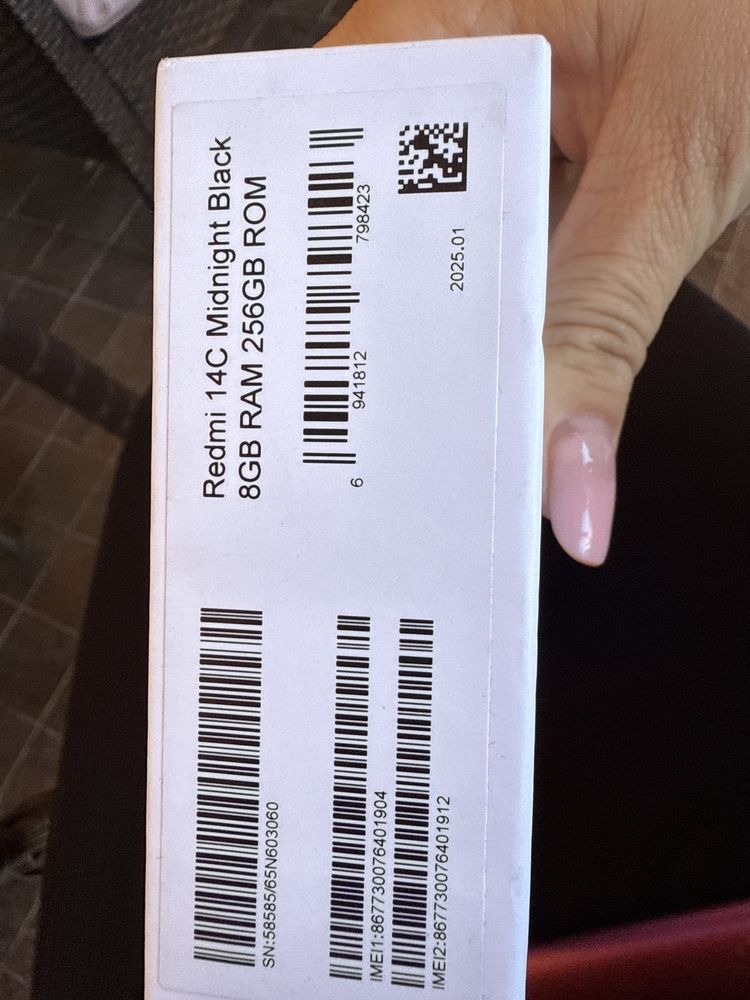 Redmi 14C Midnight Black
8GB RAM 256GB ROM
6 941812 798423
2025.01
SN:58585/65N603060
IMEI1:867730076401904
IMEI2:867730076401912